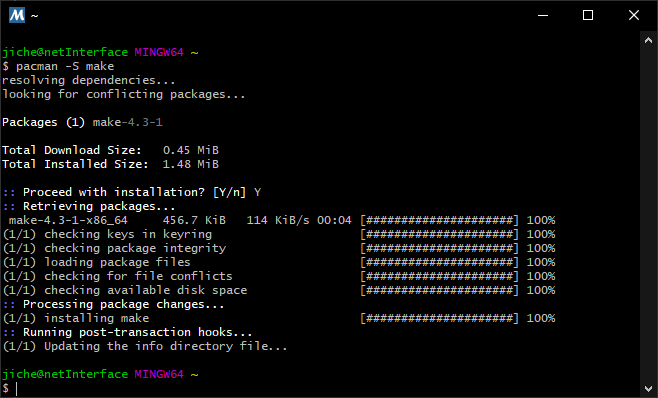 ~
jiche@netInterface MINGW64 ~
$ pacman -S make
resolving dependencies...
looking for conflicting packages...
Packages (1) make-4.3-1
Total Download Size:   0.45 MiB
Total Installed Size:  1.48 MiB
:: Proceed with installation? [Y/n] Y
:: Retrieving packages...
 make-4.3-1-x86_64     456.7 KiB   114 KiB/s 00:04 [#####################] 100%
(1/1) checking keys in keyring                     [#####################] 100%
(1/1) checking package integrity                   [#####################] 100%
(1/1) loading package files                        [#####################] 100%
(1/1) checking for file conflicts                  [#####################] 100%
(1/1) checking available disk space                [#####################] 100%
:: Processing package changes...
(1/1) installing make                              [#####################] 100%
:: Running post-transaction hooks...
(1/1) Updating the info directory file...
jiche@netInterface MINGW64 ~
$